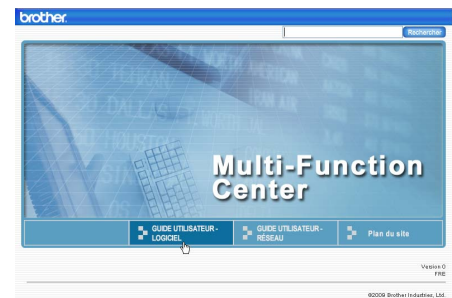 brother.
Rechercher
Multi-Function
Center
GUIDE UTILISATEUR -
LOGICIEL
GUIDE UTILISATEUR -
RÉSEAU
Plan du site
Version 0
FRE
©2009 Brother Industries, Ltd.